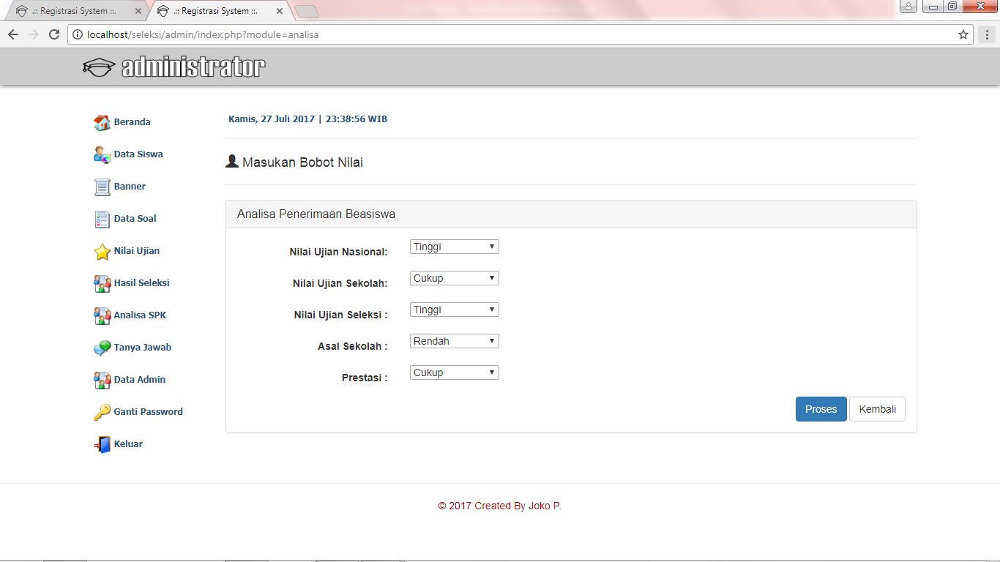 .:: Registrasi System ::.
.:: Registrasi System ::.
localhost/seleksi/admin/index.php?module=analisa
administrator
Beranda
Data Siswa
Banner
Data Soal
Nilai Ujian
Hasil Seleksi
Analisa SPK
Tanya Jawab
Data Admin
Ganti Password
Keluar
Kamis, 27 Juli 2017 | 23:38:56 WIB
Masukan Bobot Nilai
Analisa Penerimaan Beasiswa
Nilai Ujian Nasional: Tinggi
Nilai Ujian Sekolah: Cukup
Nilai Ujian Seleksi : Tinggi
Asal Sekolah : Rendah
Prestasi : Cukup
Proses Kembali
© 2017 Created By Joko P.